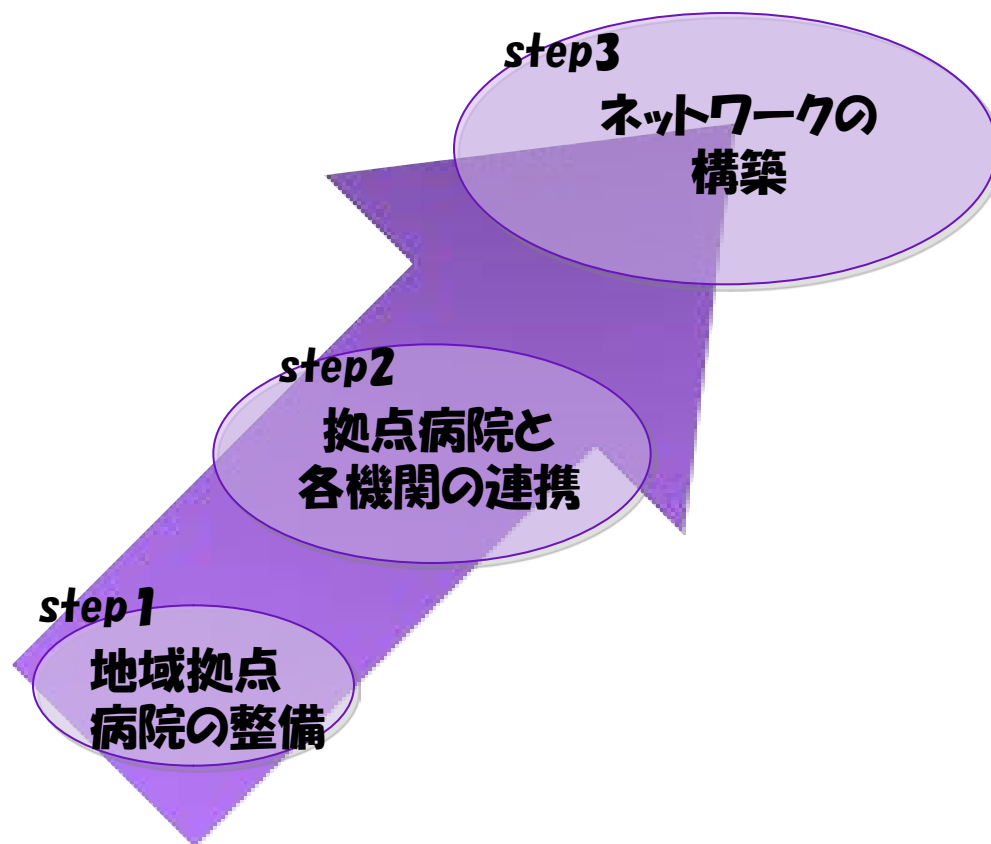 step3
ネットワークの
構築
step2
拠点病院と
各機関の連携
step1
地域拠点
病院の整備